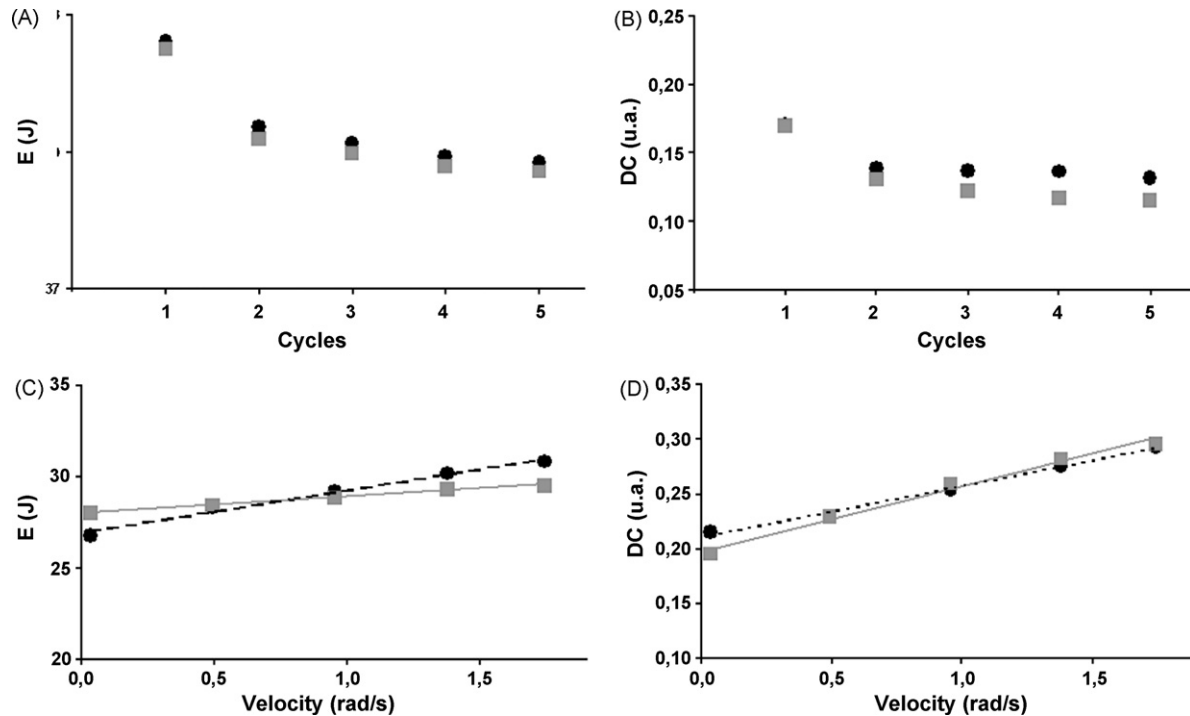 (A)
E (J)
37
1 2 3 4 5
Cycles
(B)
0,25
0,20
0,15
0,10
0,05
DC (u.a.)
1 2 3 4 5
Cycles
(C)
35
30
25
20
E (J)
0,0 0,5 1,0 1,5
Velocity (rad/s)
(D)
0,35
0,30
0,25
0,20
0,15
0,10
DC (u.a.)
0,0 0,5 1,0 1,5
Velocity (rad/s)